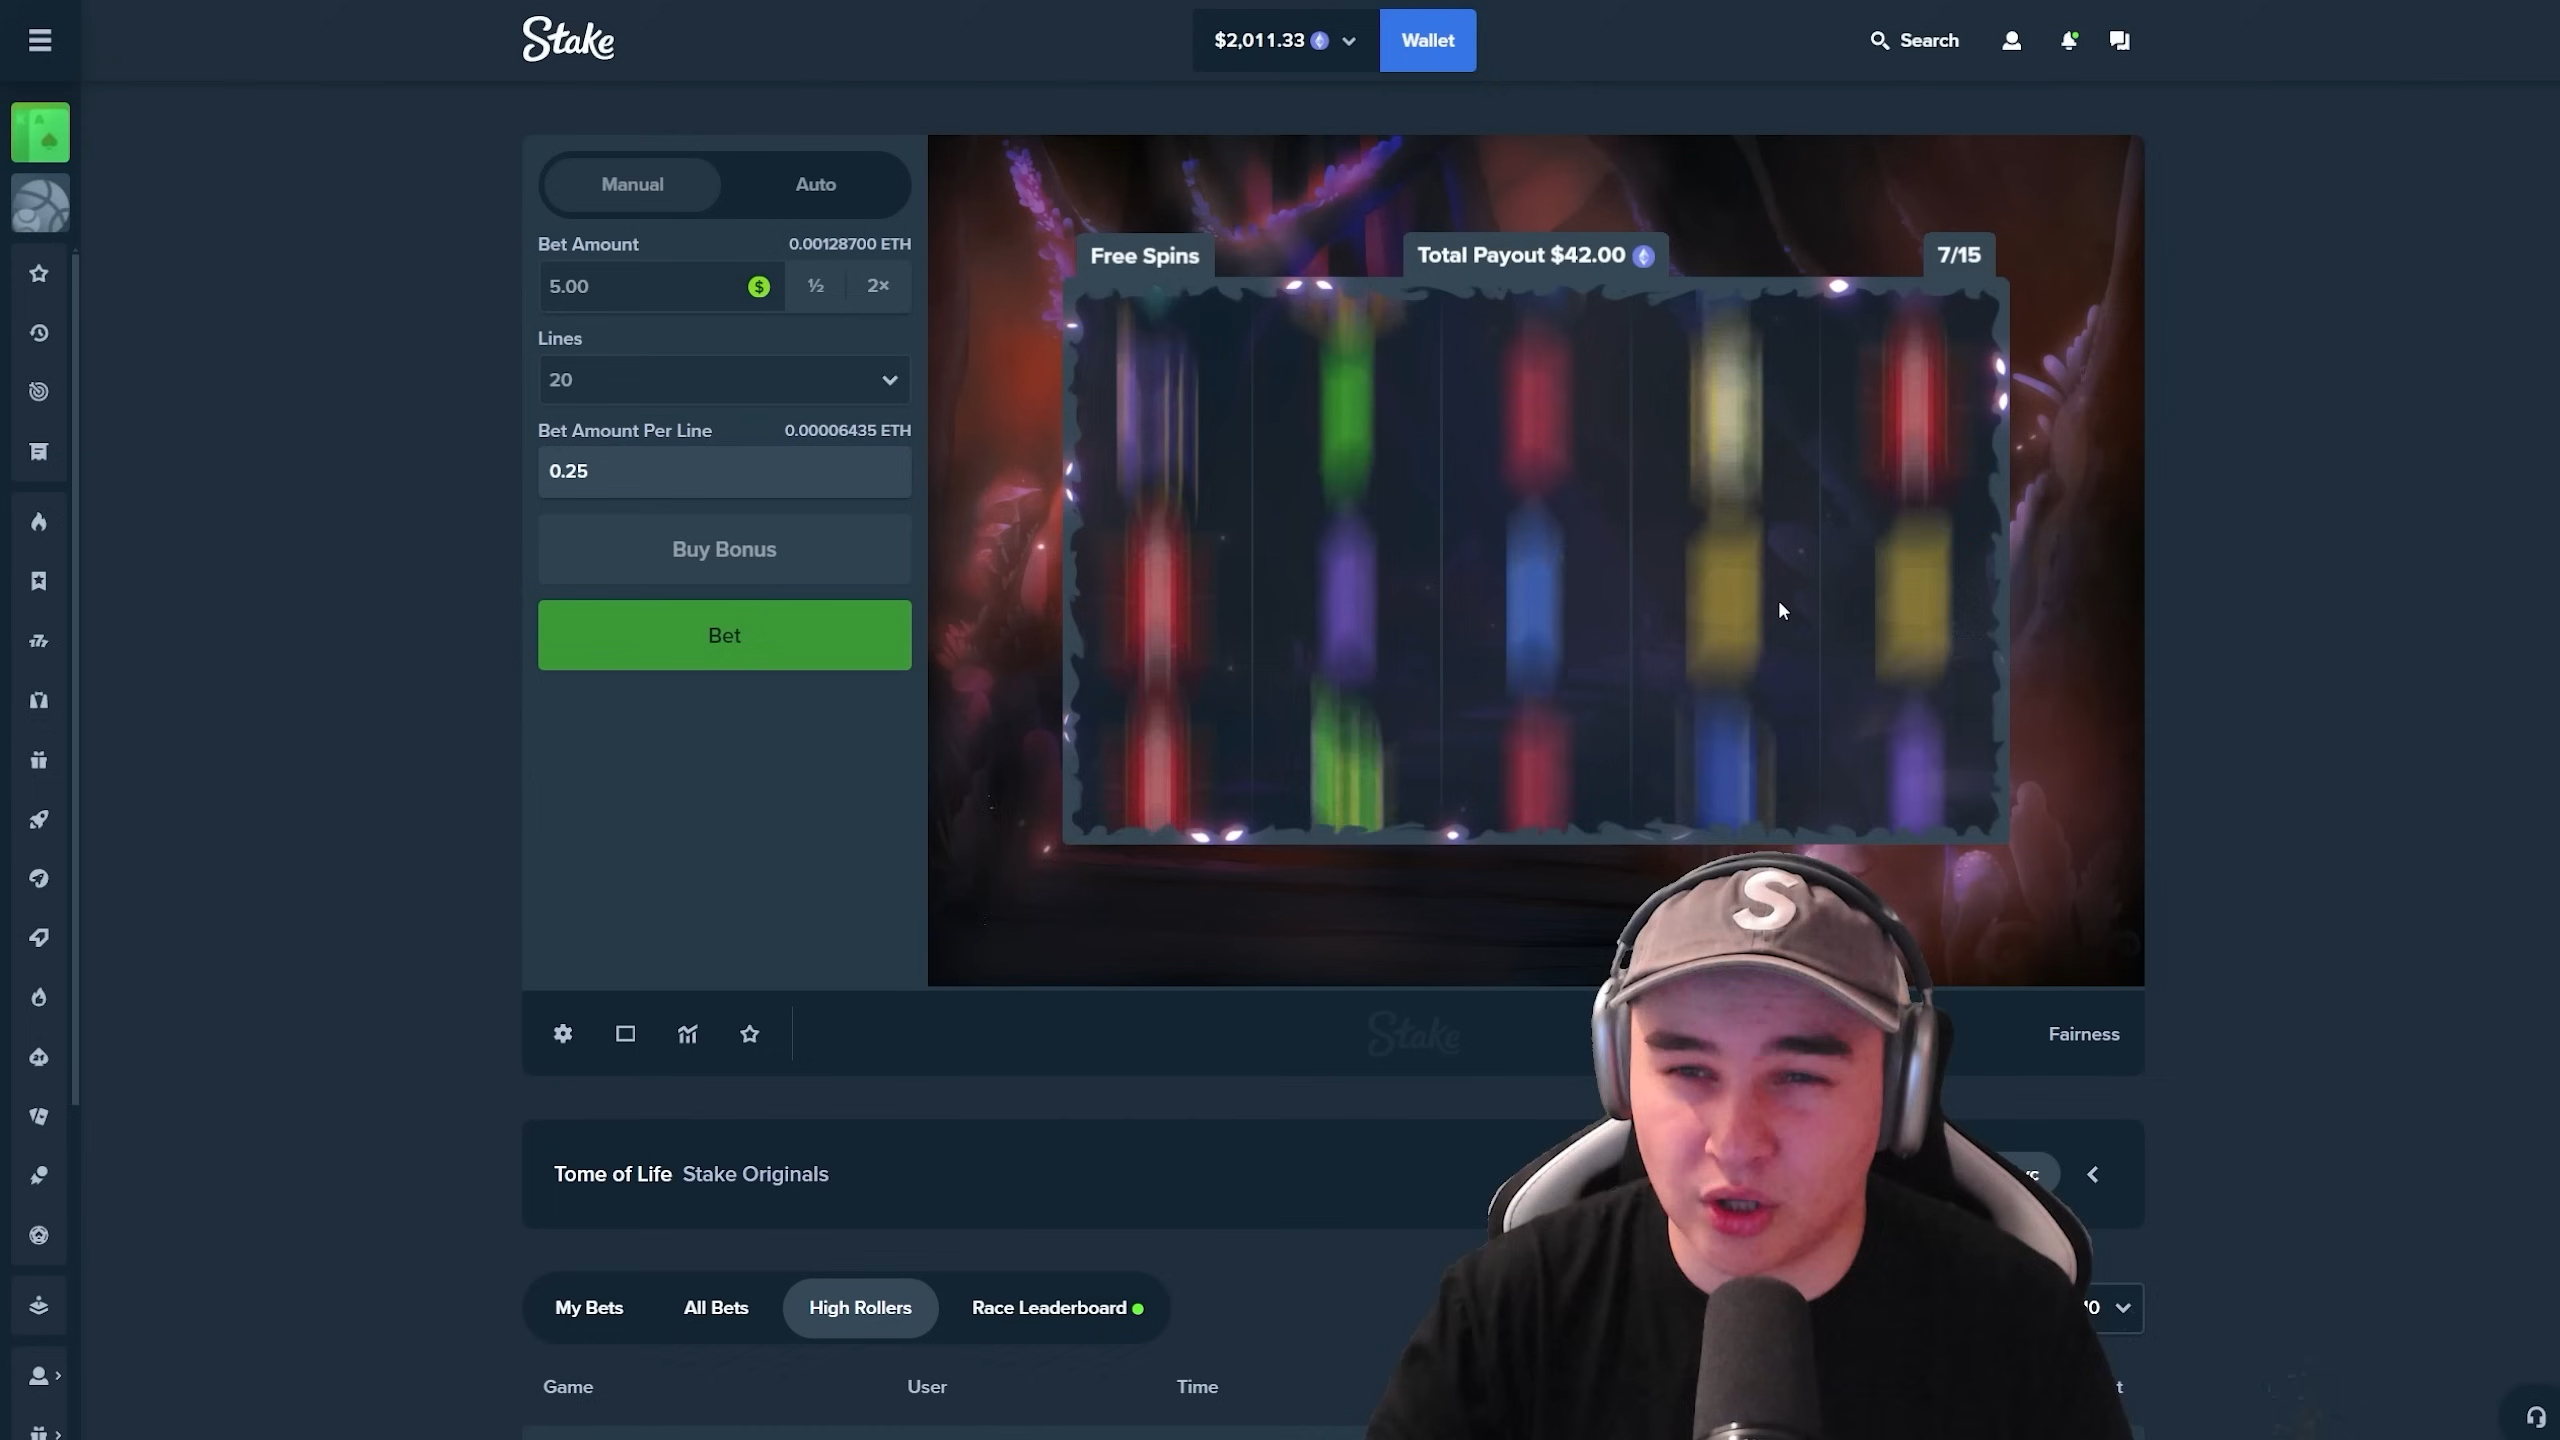 Stake
$2,011.33
Wallet
Search
Manual
Auto
Bet Amount
0.00128700 ETH
5.00
$
½
2×
Lines
20
Bet Amount Per Line
0.00006435 ETH
0.25
Buy Bonus
Bet
Free Spins
Total Payout $42.00
7/15
Stake
Fairness
S
Tome of Life
Stake Originals
My Bets
All Bets
High Rollers
Race Leaderboard
Game
User
Time